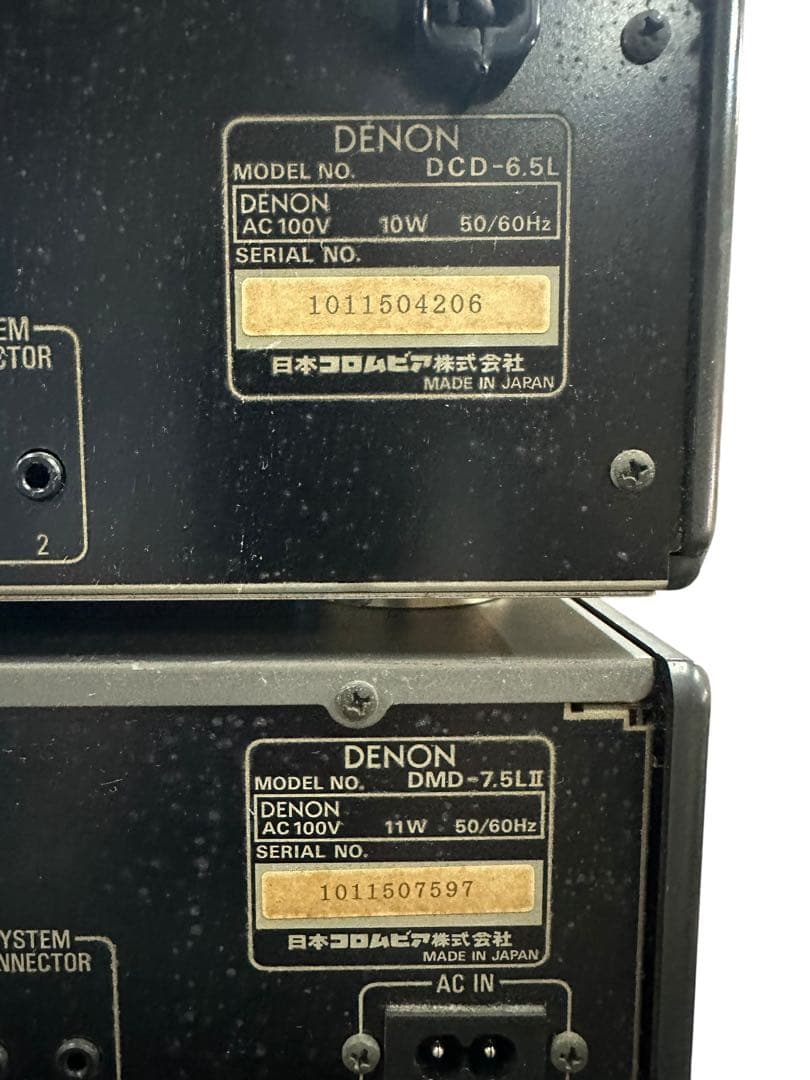 DENON
MODEL NO. DCD-6.5L
DENON
AC 100V 10W 50/60Hz
SERIAL NO.
1011504206
日本コロムビア株式会社
MADE IN JAPAN
EM
CTOR
2
DENON
MODEL NO. DMD-7.5LII
DENON
AC 100V 11W 50/60Hz
SERIAL NO.
1011507597
日本コロムビア株式会社
MADE IN JAPAN
YSTEM
NNECTOR
AC IN